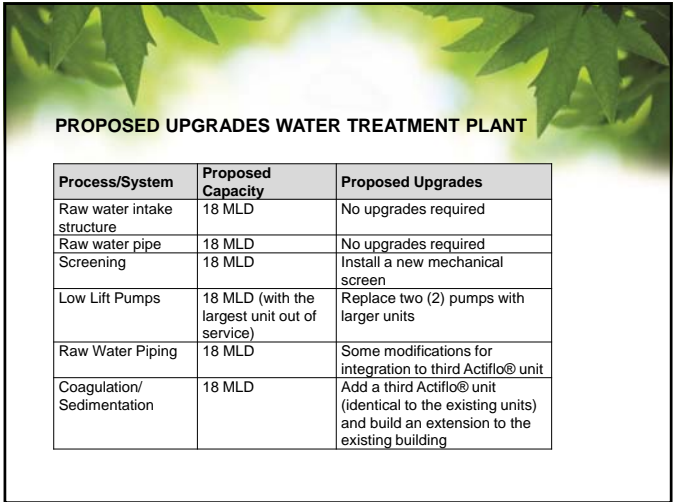 PROPOSED UPGRADES WATER TREATMENT PLANT
Process/System
Proposed
Capacity
Proposed Upgrades
Raw water intake
structure
18 MLD
No upgrades required
Raw water pipe
18 MLD
No upgrades required
Screening
18 MLD
Install a new mechanical
screen
Low Lift Pumps
18 MLD (with the
largest unit out of
service)
Replace two (2) pumps with
larger units
Raw Water Piping
18 MLD
Some modifications for
integration to third Actiflo® unit
Coagulation/
Sedimentation
18 MLD
Add a third Actiflo® unit
(identical to the existing units)
and build an extension to the
existing building